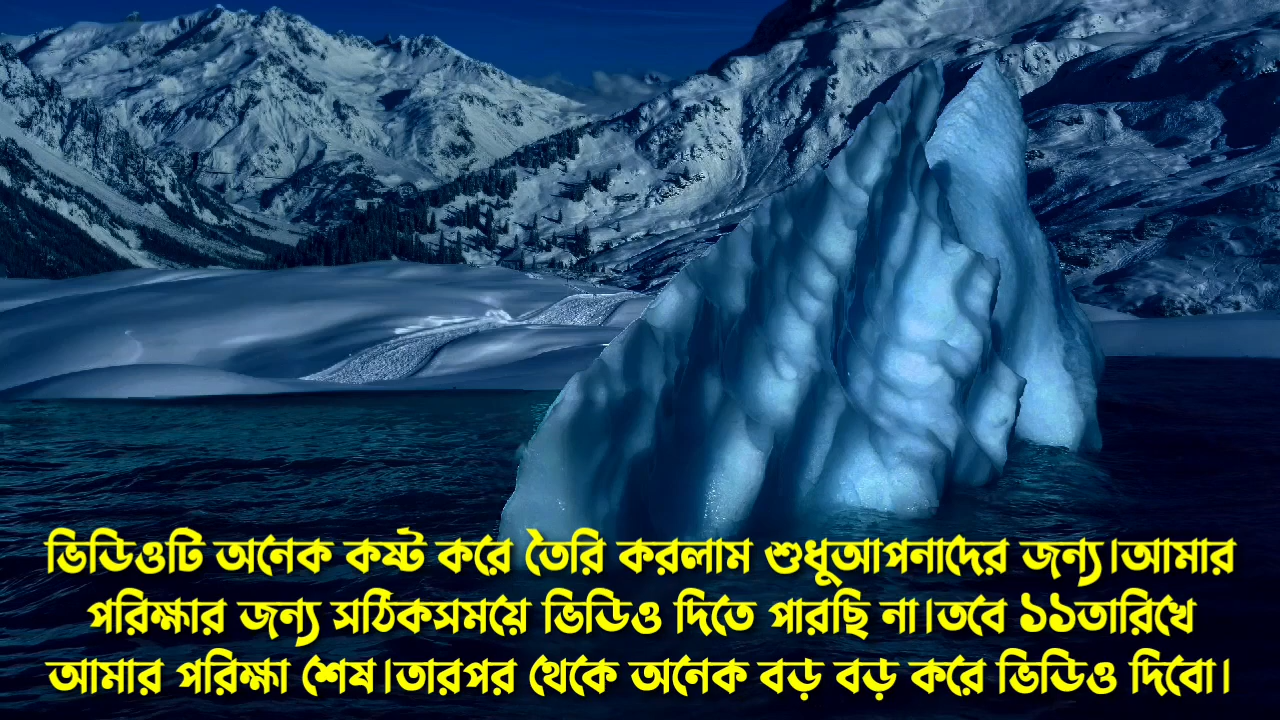 ভিডিওটি অনেক কষ্ট করে তৈরি করলাম শুধুআপনাদের জন্য।আমার
পরিক্ষার জন্য সঠিকসময়ে ভিডিও দিতে পারছি না।তবে ১১তারিখে
আমার পরিক্ষা শেষ।তারপর থেকে অনেক বড় বড় করে ভিডিও দিবো।